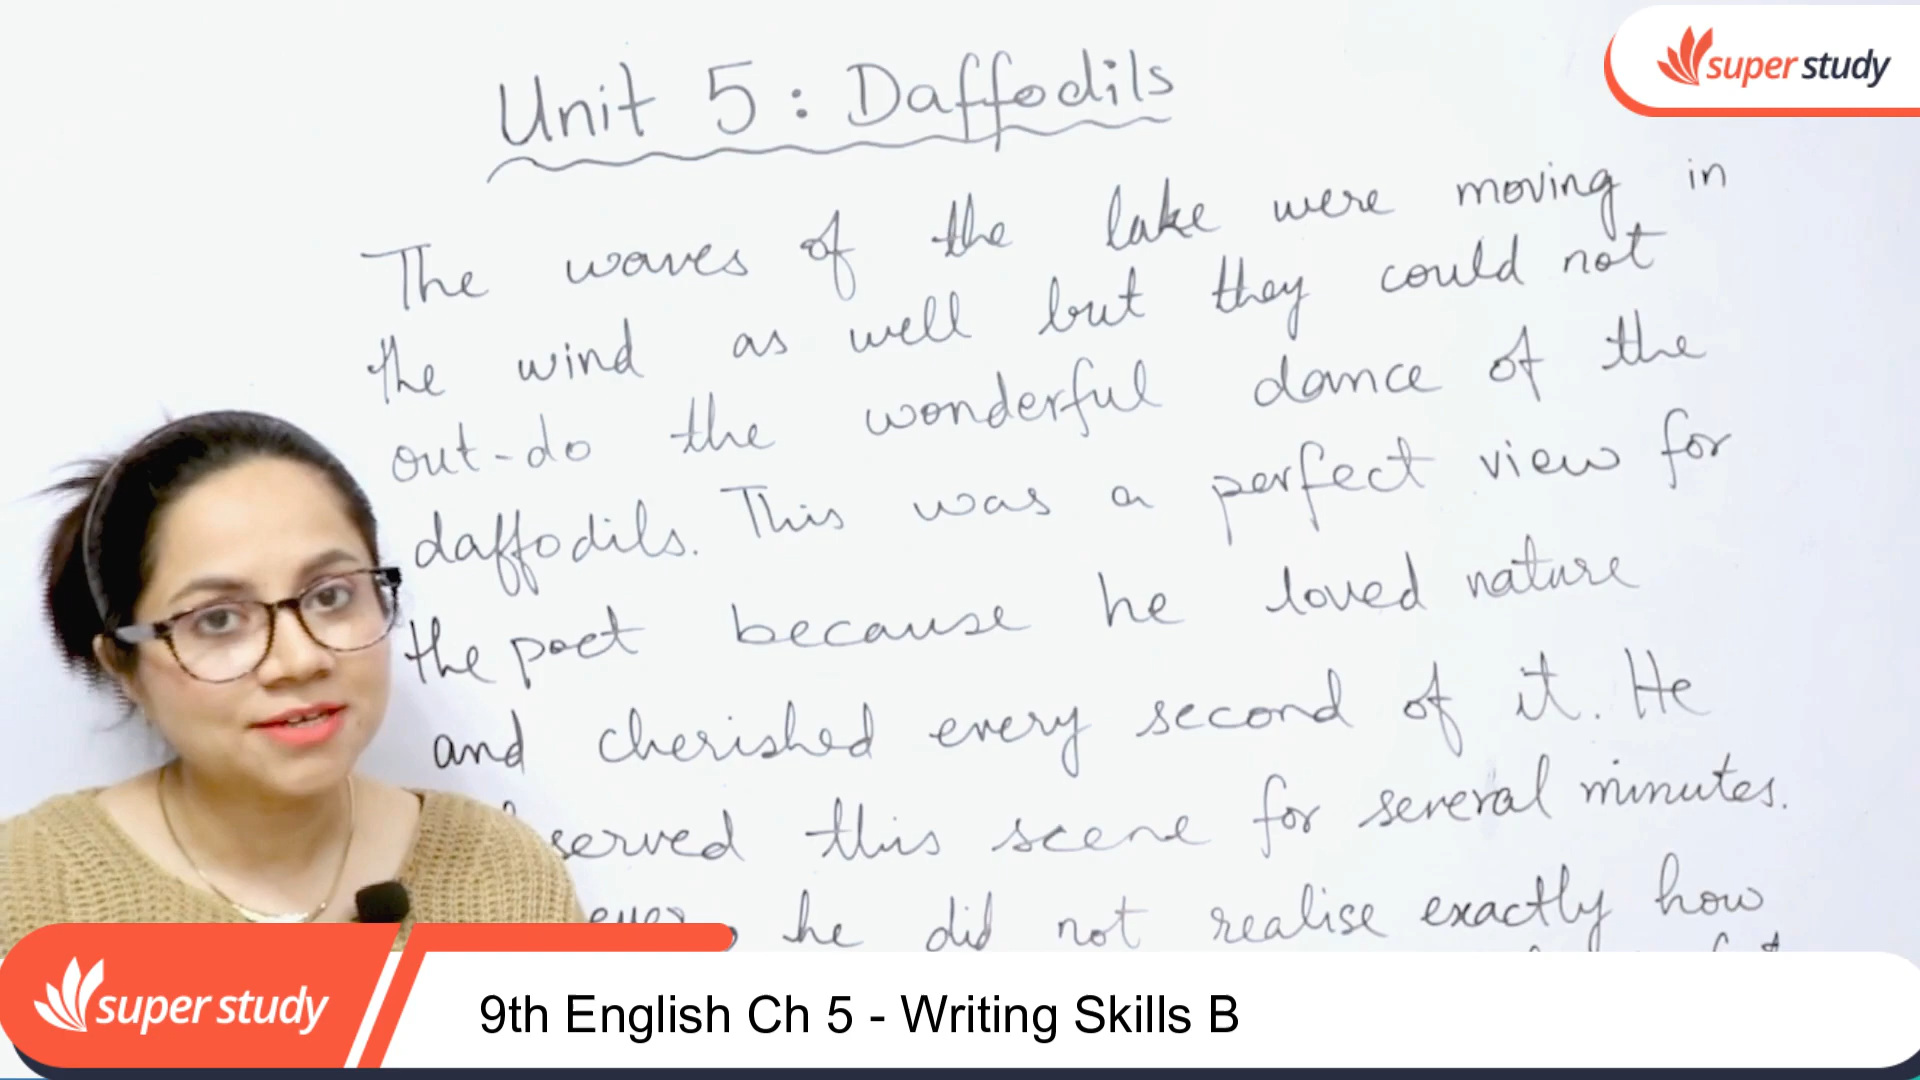 super study
Unit 5 : Daffodils
The waves of the lake were moving in
the wind as well but they could not
out-do the wonderful dance of the
daffodils. This was a perfect view for
the poet because he loved nature
and cherished every second of it. He
this scene for several minutes.
he did not realise exactly how
super study
9th English Ch 5 - Writing Skills B